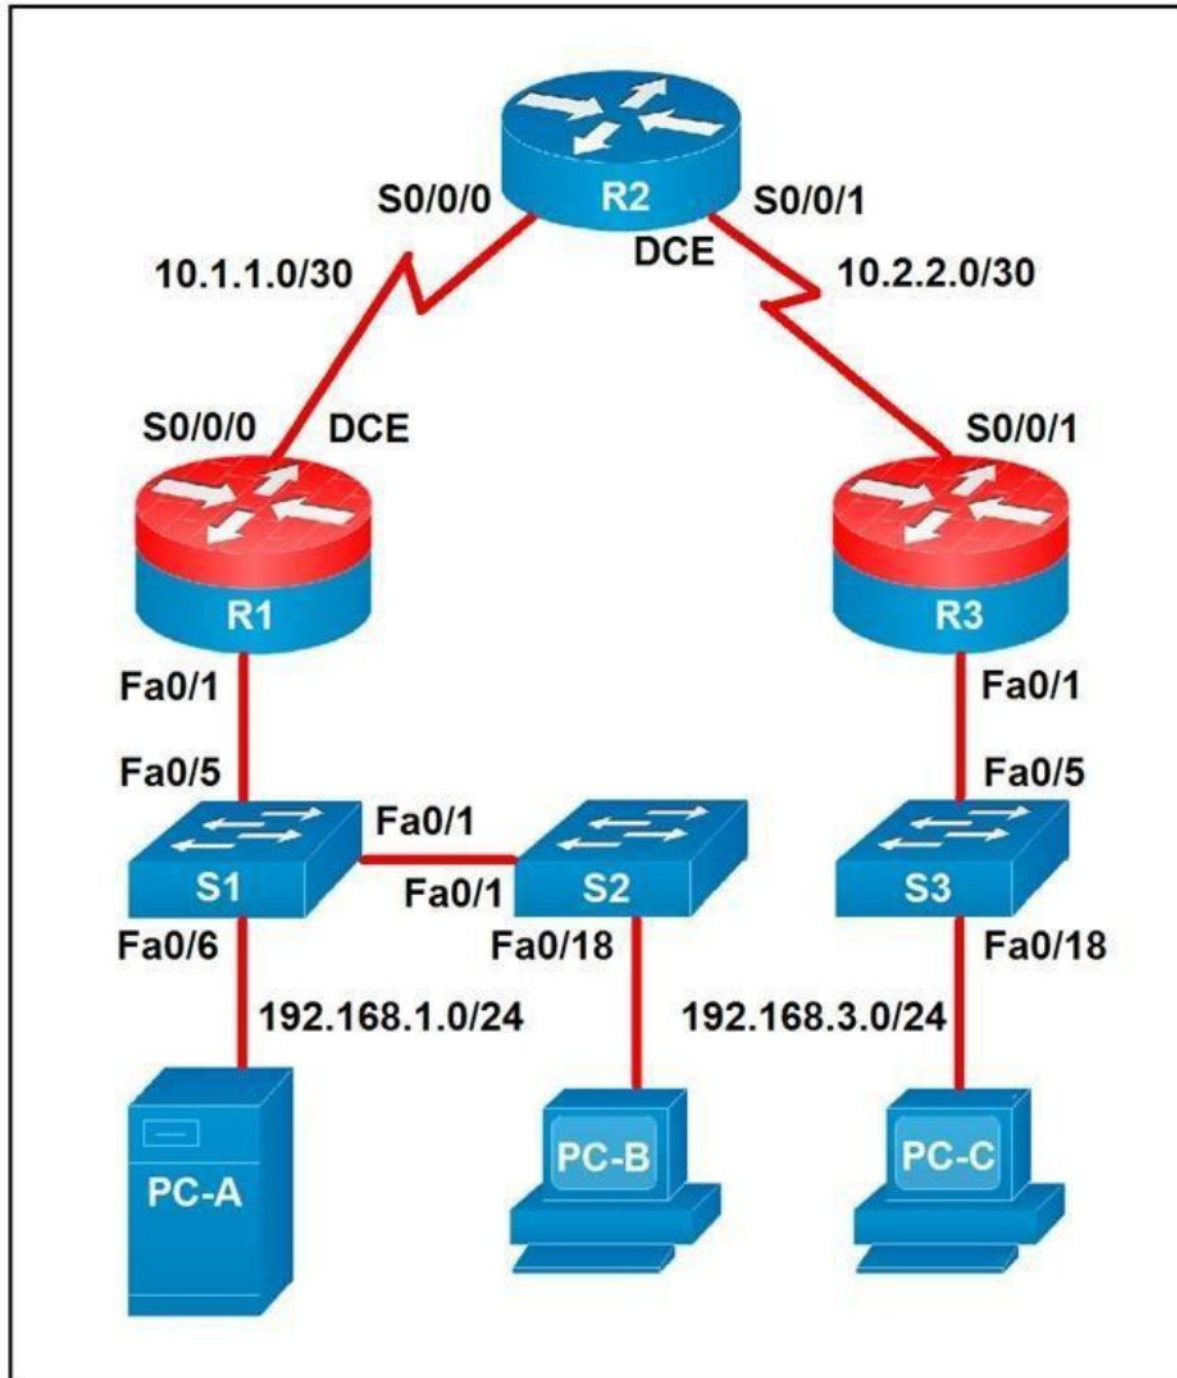 R2
S0/0/0
S0/0/1
DCE
10.1.1.0/30
10.2.2.0/30
S0/0/0
DCE
S0/0/1
R1
R3
Fa0/1
Fa0/1
Fa0/5
Fa0/5
Fa0/1
S1
Fa0/1
S2
S3
Fa0/6
Fa0/18
Fa0/18
192.168.1.0/24
192.168.3.0/24
PC-A
PC-B
PC-C